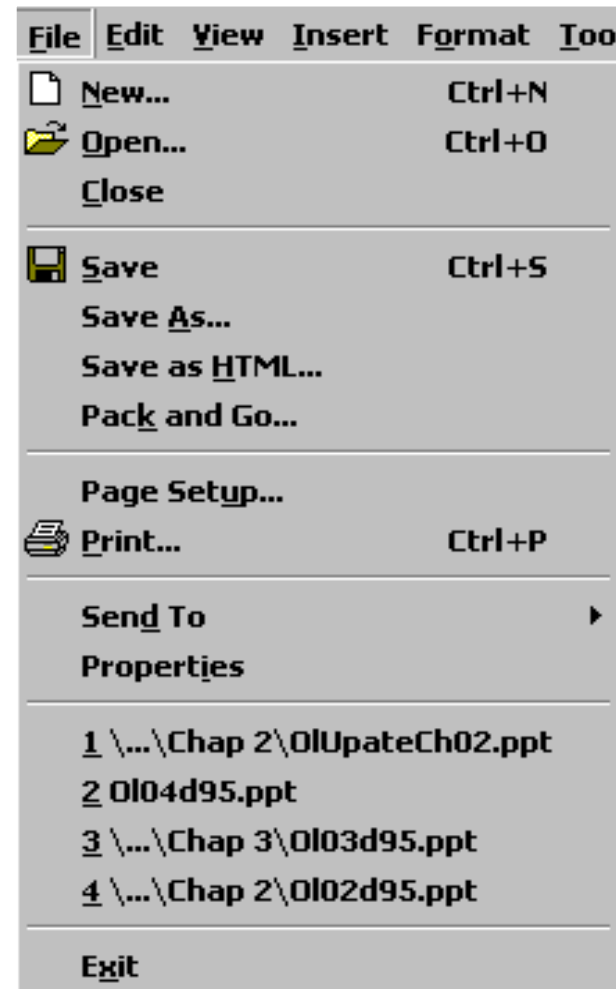 File Edit View Insert Format Too
New... Ctrl+N
Open... Ctrl+O
Close
Save Ctrl+S
Save As...
Save as HTML...
Pack and Go...
Page Setup...
Print... Ctrl+P
Send To
Properties
1 \...\Chap 2\OlUpateCh02.ppt
2 Ol04d95.ppt
3 \...\Chap 3\Ol03d95.ppt
4 \...\Chap 2\Ol02d95.ppt
Exit